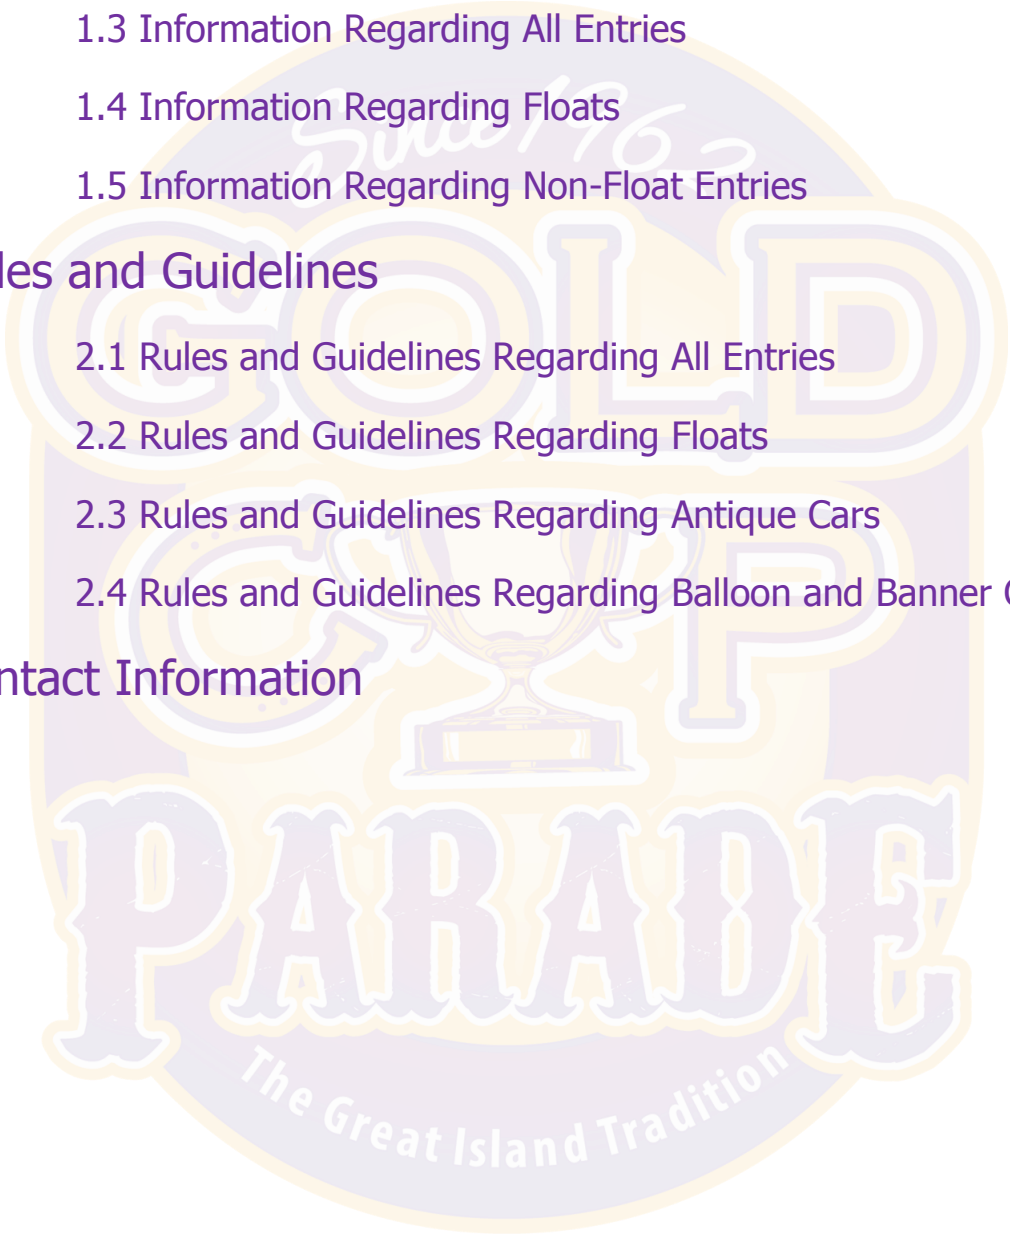 1.3 Information Regarding All Entries
1.4 Information Regarding Floats
1.5 Information Regarding Non-Float Entries
les and Guidelines
2.1 Rules and Guidelines Regarding All Entries
2.2 Rules and Guidelines Regarding Floats
2.3 Rules and Guidelines Regarding Antique Cars
2.4 Rules and Guidelines Regarding Balloon and Banner
ntact Information
Since 1962
GOLD
CUP
PARADE
The Great Island Tradition